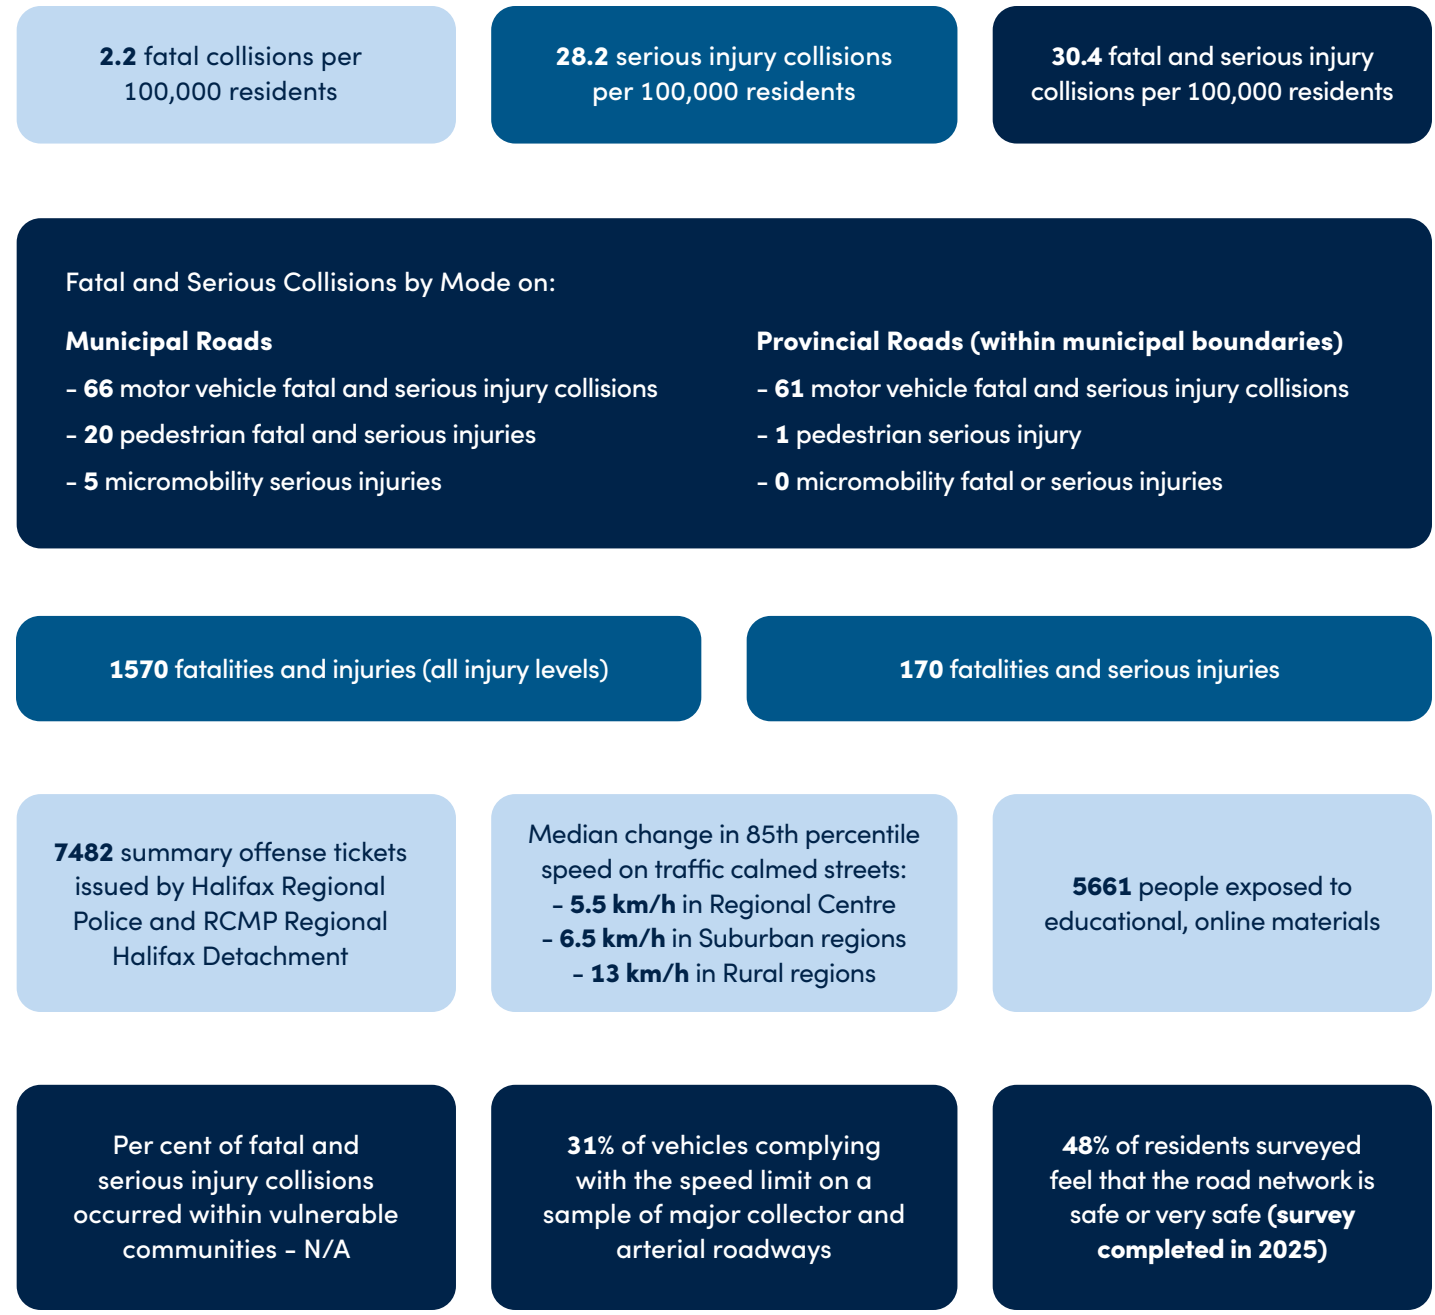 2.2 fatal collisions per
100,000 residents
28.2 serious injury collisions
per 100,000 residents
30.4 fatal and serious injury
collisions per 100,000 residents
Fatal and Serious Collisions by Mode on:
Municipal Roads
- 66 motor vehicle fatal and serious injury collisions
- 20 pedestrian fatal and serious injuries
- 5 micromobility serious injuries
Provincial Roads (within municipal boundaries)
- 61 motor vehicle fatal and serious injury collisions
- 1 pedestrian serious injury
- 0 micromobility fatal or serious injuries
1570 fatalities and injuries (all injury levels)
170 fatalities and serious injuries
7482 summary offense tickets
issued by Halifax Regional
Police and RCMP Regional
Halifax Detachment
Median change in 85th percentile
speed on traffic calmed streets:
- 5.5 km/h in Regional Centre
- 6.5 km/h in Suburban regions
- 13 km/h in Rural regions
5661 people exposed to
educational, online materials
Per cent of fatal and
serious injury collisions
occurred within vulnerable
communities - N/A
31% of vehicles complying
with the speed limit on a
sample of major collector and
arterial roadways
48% of residents surveyed
feel that the road network is
safe or very safe (survey
completed in 2025)